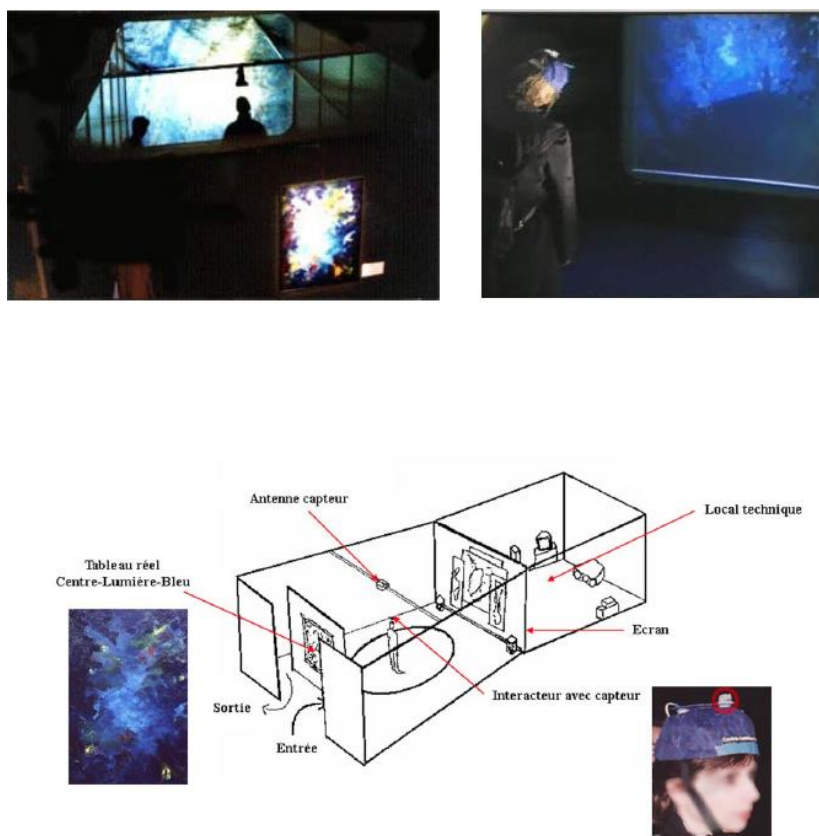 Antenne capteur
Local technique
Tableau réel
Centre-Lumière-Bleu
Ecran
Interacteur avec capteur
Sortie
Entrée